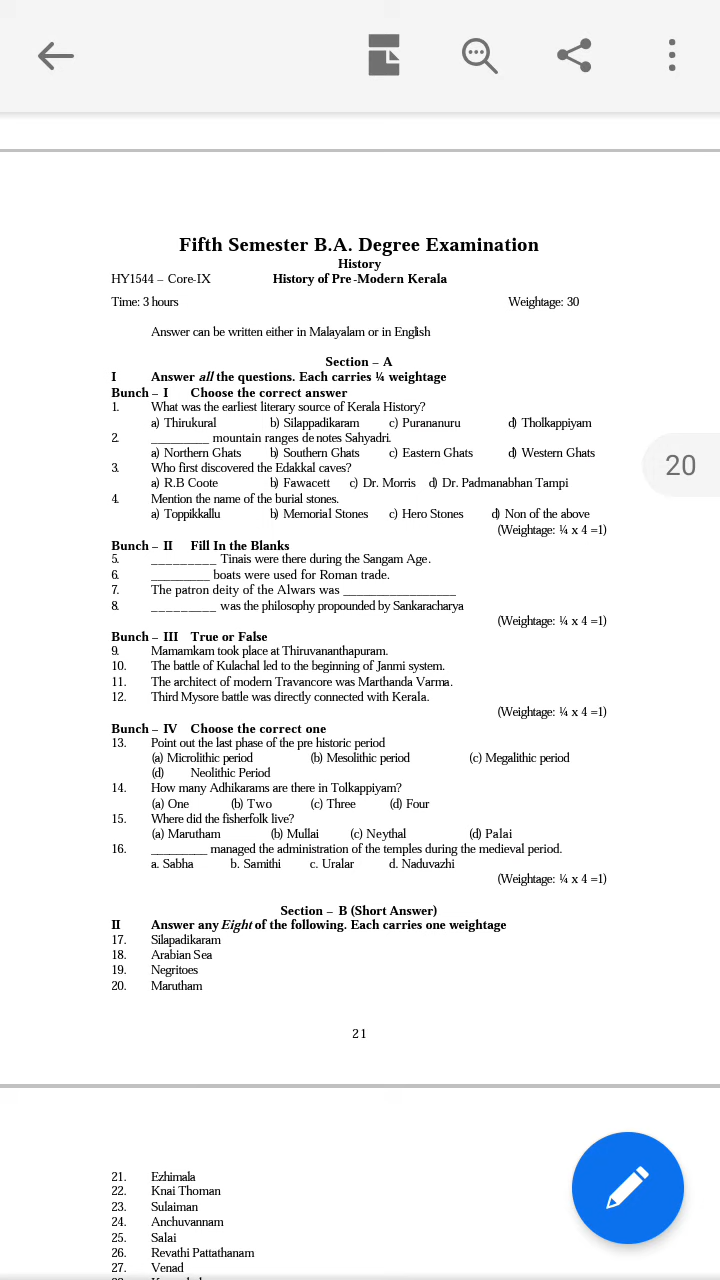 Fifth Semester B.A. Degree Examination
History
HY1544 – Core-IX History of Pre-Modern Kerala
Time: 3 hours Weightage: 30
Answer can be written either in Malayalam or in English
Section – A
I Answer all the questions. Each carries ¼ weightage
Bunch – I Choose the correct answer
1. What was the earliest literary source of Kerala History?
a) Thirukural b) Silappadikaram c) Purananuru d) Tholkappiyam
2. _________ mountain ranges denotes Sahyadri.
a) Northern Ghats b) Southern Ghats c) Eastern Ghats d) Western Ghats
3. Who first discovered the Edakkal caves?
a) R.B Coote b) Fawacett c) Dr. Morris d) Dr. Padmanabhan Tampi
4. Mention the name of the burial stones.
a) Toppikkallu b) Memorial Stones c) Hero Stones d) Non of the above
(Weightage: ¼ x 4 =1)
Bunch – II Fill In the Blanks
5. _________ Tinais were there during the Sangam Age.
6. _________ boats were used for Roman trade.
7. The patron deity of the Alwars was _________________
8. _________ was the philosophy propounded by Sankaracharya
(Weightage: ¼ x 4 =1)
Bunch – III True or False
9. Mamamkam took place at Thiruvananthapuram.
10. The battle of Kulachal led to the beginning of Janmi system.
11. The architect of modern Travancore was Marthanda Varma.
12. Third Mysore battle was directly connected with Kerala.
(Weightage: ¼ x 4 =1)
20
Bunch – IV Choose the correct one
13. Point out the last phase of the pre historic period
(a) Microlithic period (b) Mesolithic period (c) Megalithic period
(d) Neolithic Period
14. How many Adhikarams are there in Tolkappiyam?
(a) One (b) Two (c) Three (d) Four
15. Where did the fisherfolk live?
(a) Marutham (b) Mullai (c) Neythal (d) Palai
16. _________ managed the administration of the temples during the medieval period.
a. Sabha b. Samithi c. Uralar d. Naduvazhi
(Weightage: ¼ x 4 =1)
Section – B (Short Answer)
II Answer any Eight of the following. Each carries one weightage
17. Silapadikaram
18. Arabian Sea
19. Negritoes
20. Marutham
21
21. Ezhimala
22. Knai Thoman
23. Sulaiman
24. Anchuvannam
25. Salai
26. Revathi Pattathanam
27. Venad